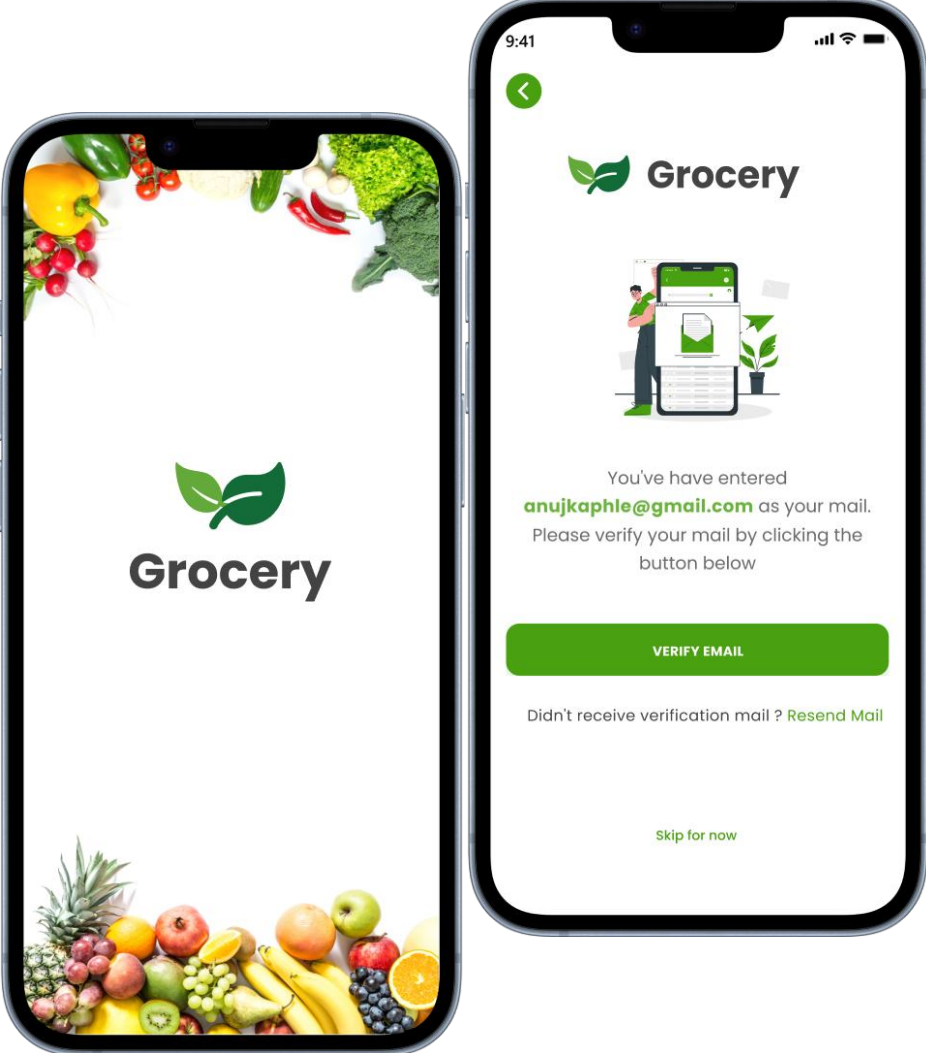 Grocery
9:41
Grocery
You've have entered
anujkaphle@gmail.com as your mail.
Please verify your mail by clicking the
button below
VERIFY EMAIL
Didn't receive verification mail ? Resend Mail
Skip for now